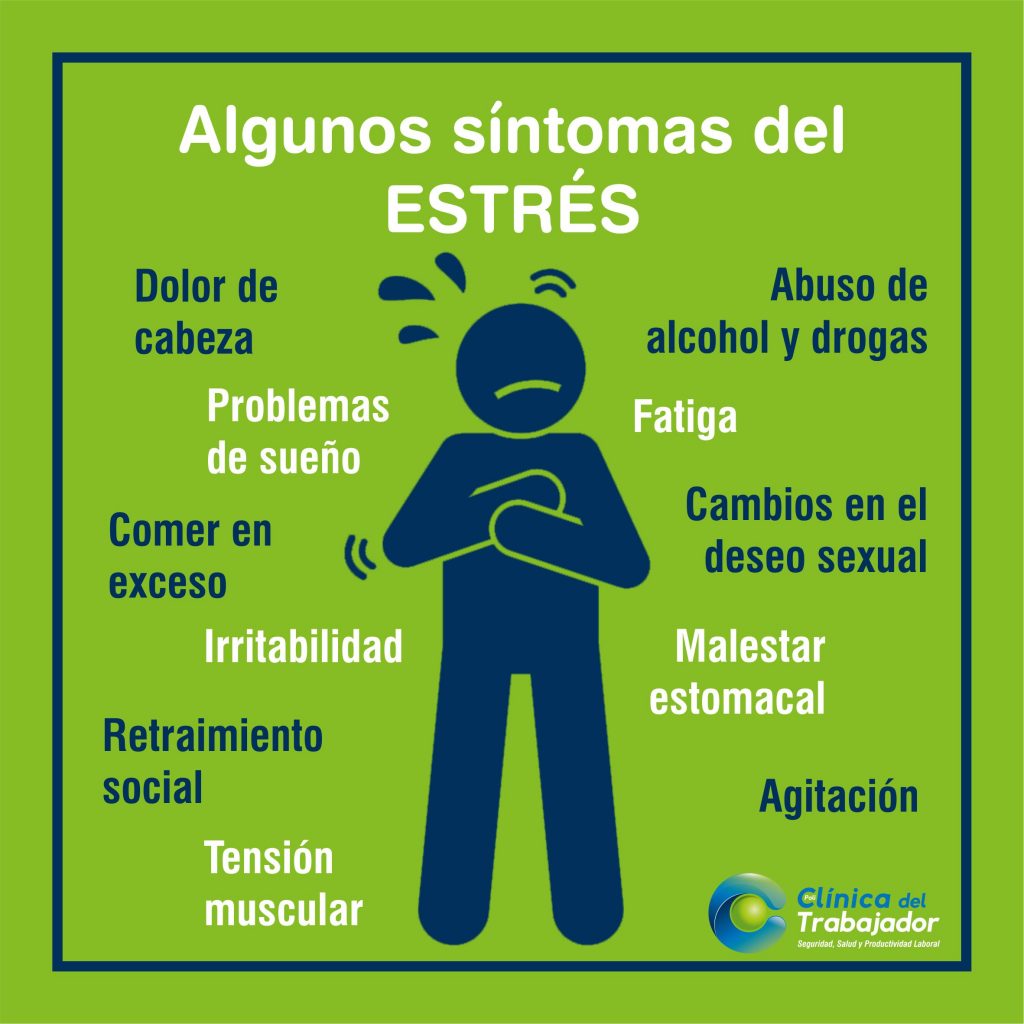 Algunos síntomas del
ESTRÉS
Dolor de
cabeza
Abuso de
alcohol y drogas
Problemas
de sueño
Fatiga
Comer en
exceso
Cambios en el
deseo sexual
Irritabilidad
Malestar
estomacal
Retraimiento
social
Agitación
Tensión
muscular
Clínica del
Trabajador
Seguridad, Salud y Productividad Laboral